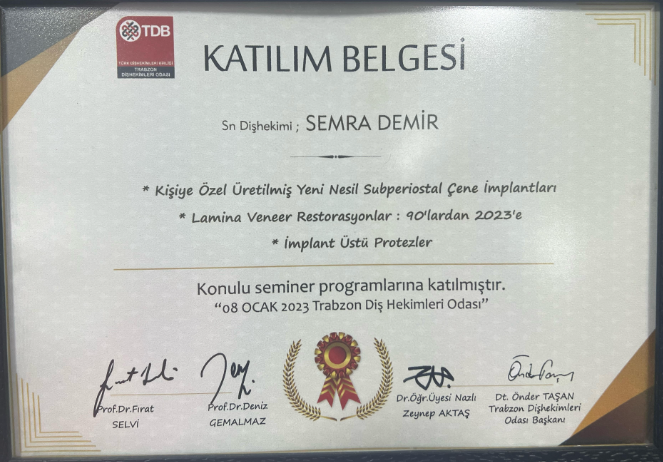 TDB
TÜRK DİŞHEKİMLERİ BİRLİĞİ
TRABZON
DİŞHEKİMLERİ ODASI
KATILIM BELGESİ
Sn Dişhekimi ; SEMRA DEMİR
* Kişiye Özel Üretilmiş Yeni Nesil Subperiostal Çene İmplantları
* Lamina Veneer Restorasyonlar : 90'lardan 2023'e
* İmplant Üstü Protezler
Konulu seminer programlarına katılmıştır.
“08 OCAK 2023 Trabzon Diş Hekimleri Odası”
Prof.Dr.Fırat
SELVİ
Prof.Dr.Deniz
GEMALMAZ
Dr.Öğr.Üyesi Nazlı
Zeynep AKTAŞ
Dt. Önder TAŞAN
Trabzon Dişhekimleri
Odası Başkanı